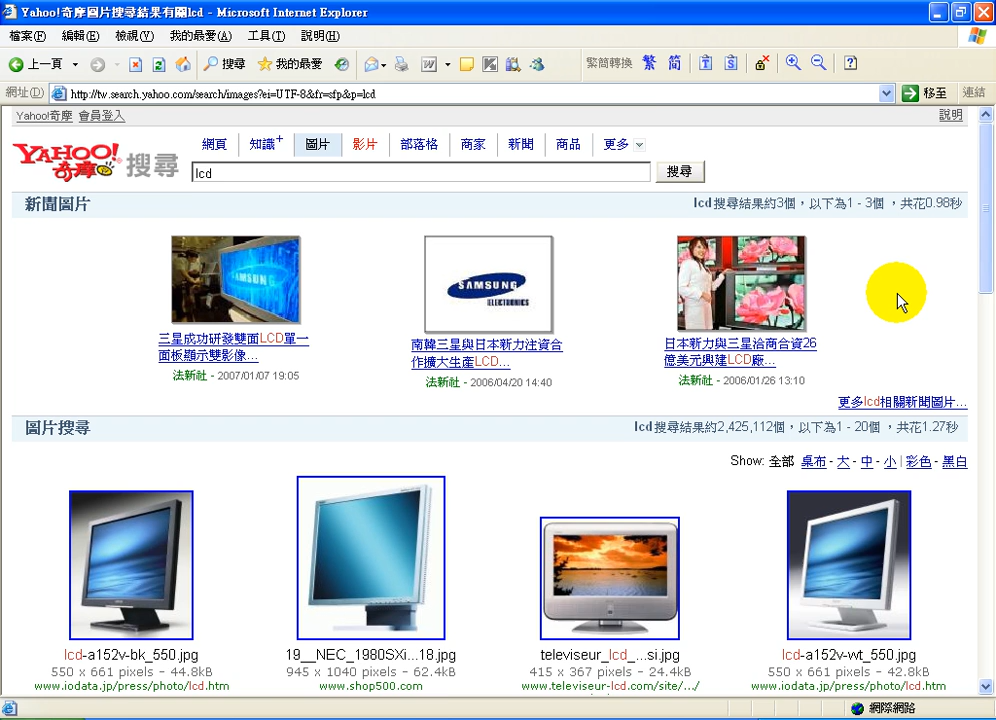 Yahoo!奇摩圖片搜尋結果有關lcd - Microsoft Internet Explorer
檔案(F) 編輯(E) 檢視(V) 我的最愛(A) 工具(T) 說明(H)
上一頁 搜尋 我的最愛 繁簡轉換 繁 简
網址(D) http://tw.search.yahoo.com/search/images?ei=UTF-8&fr=sfp&p=lcd 移至 連結
Yahoo!奇摩 會員登入 說明
YAHOO! 奇摩 搜尋
網頁 知識+ 圖片 影片 部落格 商家 新聞 商品 更多
lcd 搜尋
新聞圖片 lcd搜尋結果約3個，以下為1 - 3個 ，共花0.98秒
SAMSUNG
SAMSUNG
ELECTRONICS
三星成功研發雙面LCD單一
面板顯示雙影像...
法新社 - 2007/01/07 19:05
南韓三星與日本新力注資合
作擴大生產LCD...
法新社 - 2006/04/20 14:40
日本新力與三星洽商合資26
億美元興建LCD廠...
法新社 - 2006/01/26 13:10
更多lcd相關新聞圖片...
圖片搜尋 lcd搜尋結果約2,425,112個，以下為1 - 20個 ，共花1.27秒
Show: 全部 桌布 - 大 - 中 - 小 | 彩色 - 黑白
lcd-a152v-bk_550.jpg
550 x 661 pixels - 44.8kB
www.iodata.jp/press/photo/lcd.htm
19__NEC_1980SXi...18.jpg
945 x 1040 pixels - 62.4kB
www.shop500.com
televiseur_lcd_...si.jpg
415 x 367 pixels - 24.4kB
www.televiseur-lcd.com/site/.../
lcd-a152v-wt_550.jpg
550 x 661 pixels - 42.8kB
www.iodata.jp/press/photo/lcd.htm
網際網路